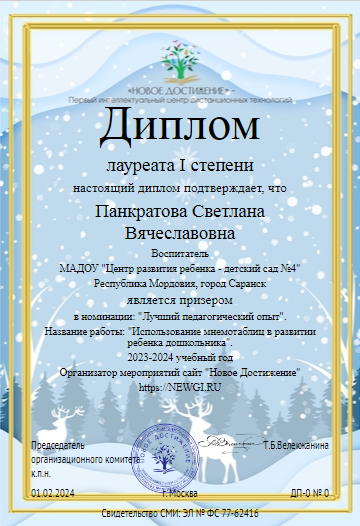 «НОВОЕ ДОСТИЖЕНИЕ» -
Первый интеллектуальный центр дистанционных технологий
Диплом
лауреата I степени
настоящий диплом подтверждает, что
Панкратова Светлана
Вячеславовна
Воспитатель
МАДОУ "Центр развития ребенка - детский сад №4"
Республика Мордовия, город Саранск
является призером
в номинации: "Лучший педагогический опыт".
Название работы: "Использование мнемотаблиц в развитии
ребенка дошкольника".
2023-2024 учебный год
Организатор мероприятий сайт "Новое Достижение"
https://NEWGI.RU
Председатель
организационного комитета
к.п.н.
Т.Б.Велекжанина
НОВОЕ ДОСТИЖЕНИЕ
01.02.2024
г.Москва
ДП-0 № 0
Свидетельство СМИ: ЭЛ № ФС 77-62416